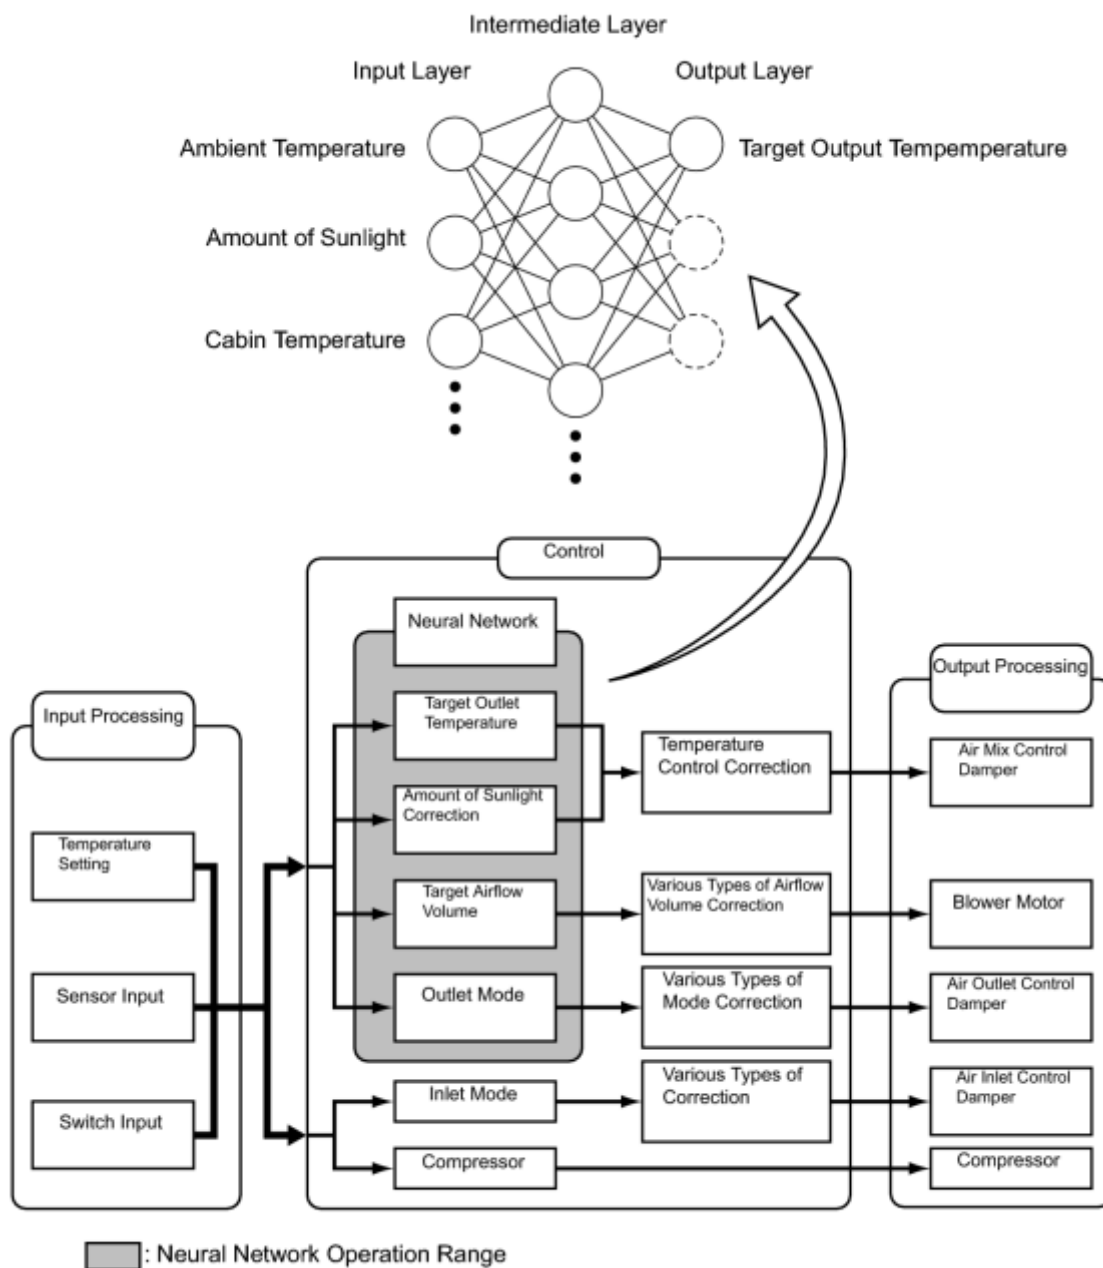 Intermediate Layer
Input Layer
Output Layer
Ambient Temperature
Target Output Tempemperature
Amount of Sunlight
Cabin Temperature
Control
Neural Network
Output Processing
Input Processing
Target Outlet
Temperature
Temperature
Control Correction
Air Mix Control
Damper
Amount of Sunlight
Correction
Temperature
Setting
Target Airflow
Volume
Various Types of Airflow
Volume Correction
Blower Motor
Sensor Input
Outlet Mode
Various Types of
Mode Correction
Air Outlet Control
Damper
Switch Input
Inlet Mode
Various Types of
Correction
Air Inlet Control
Damper
Compressor
Compressor
: Neural Network Operation Range